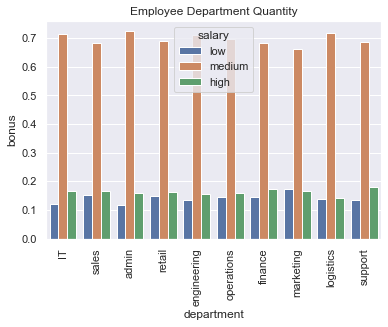 Employee Department Quantity
salary
low
medium
high
bonus
0.7
0.6
0.5
0.4
0.3
0.2
0.1
0.0
IT
sales
admin
retail
engineering
operations
finance
marketing
logistics
support
department